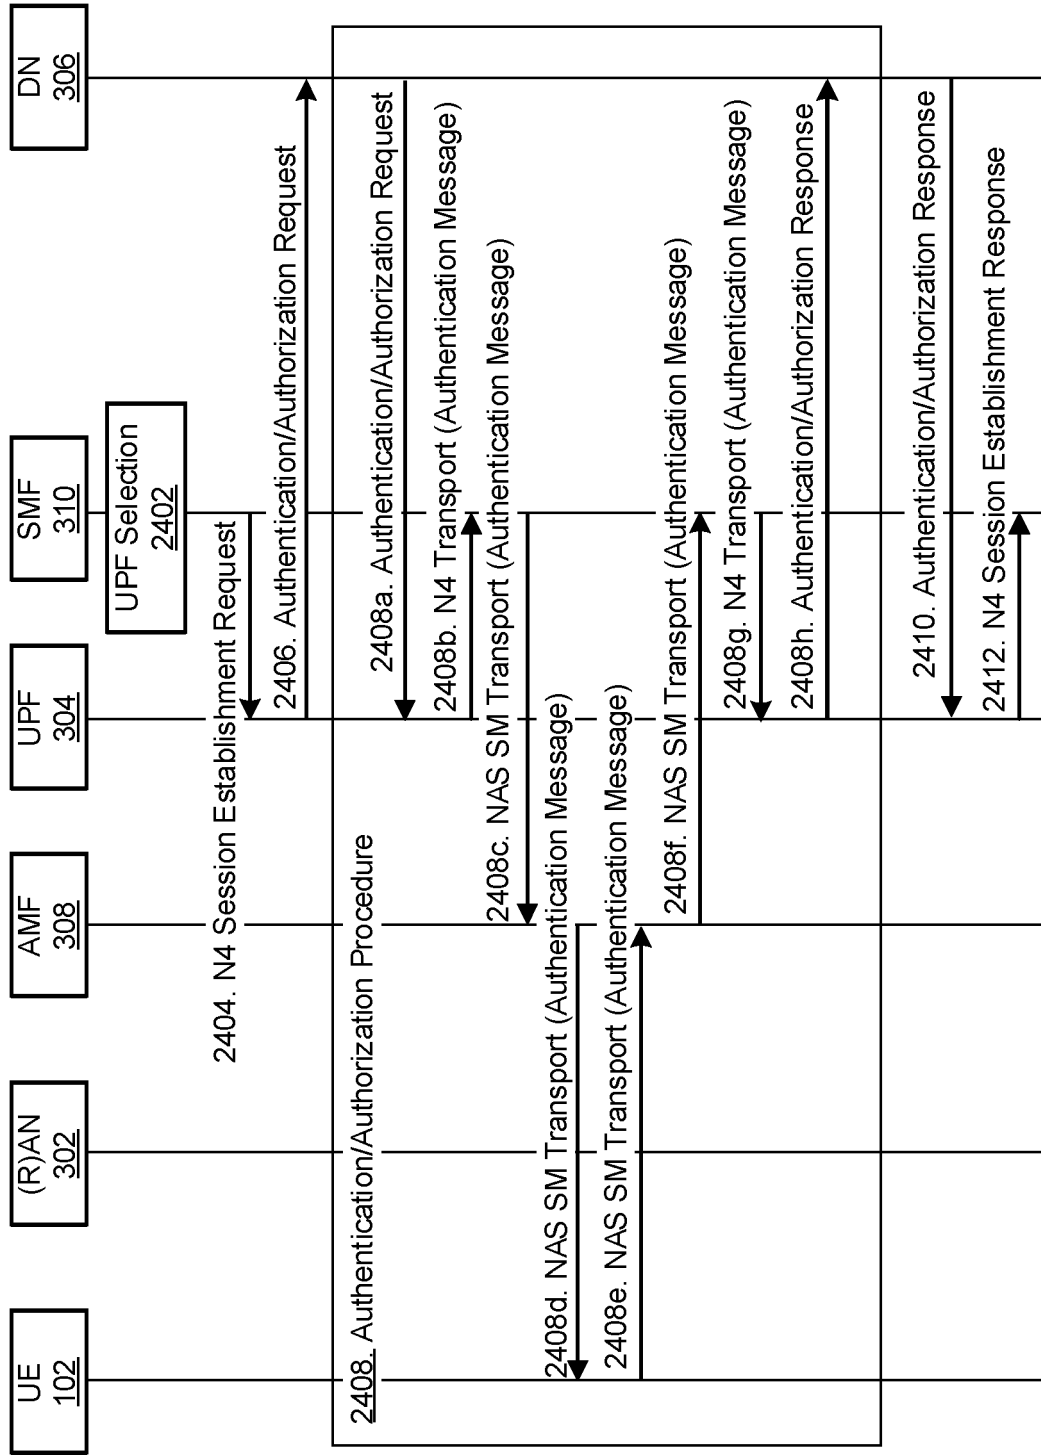 UE
102
(R)AN
302
AMF
308
UPF
304
SMF
310
DN
306
UPF Selection
2402
2404. N4 Session Establishment Request
2406. Authentication/Authorization Request
2408. Authentication/Authorization Procedure
2408a. Authentication/Authorization Request
2408b. N4 Transport (Authentication Message)
2408c. NAS SM Transport (Authentication Message)
2408d. NAS SM Transport (Authentication Message)
2408e. NAS SM Transport (Authentication Message)
2408f. NAS SM Transport (Authentication Message)
2408g. N4 Transport (Authentication Message)
2408h. Authentication/Authorization Response
2410. Authentication/Authorization Response
2412. N4 Session Establishment Response